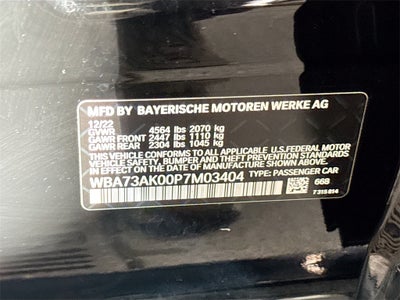 MFD BY BAYERISCHE MOTOREN WERKE AG
12/22
GVWR 4564 lbs 2070 kg
GAWR FRONT 2447 lbs 1110 kg
GAWR REAR 2304 lbs 1045 kg
THIS VEHICLE CONFORMS TO ALL APPLICABLE U.S.FEDERAL MOTOR
VEHICLE SAFETY, BUMPER, AND THEFT PREVENTION STANDARDS IN
EFFECT ON THE DATE OF MANUFACTURE SHOWN ABOVE.
WBA73AK00P7M03404 TYPE: PASSENGER CAR
668
7315814